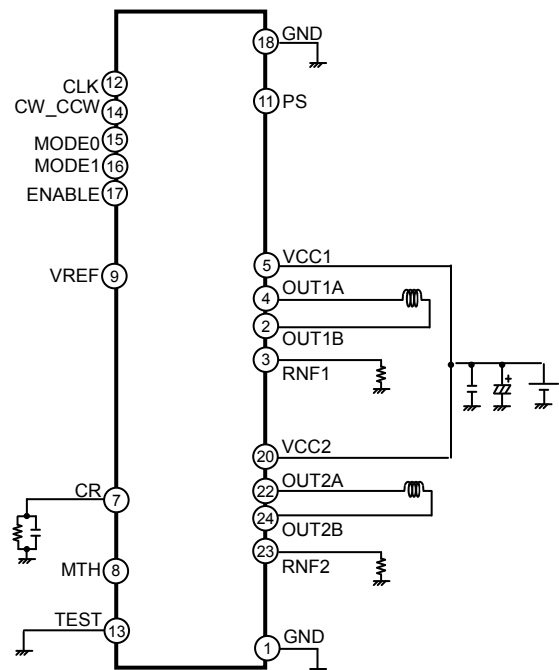 18 GND
12 CLK
11 PS
14 CW_CCW
15 MODE0
16 MODE1
17 ENABLE
5 VCC1
VREF 9
4 OUT1A
2 OUT1B
3 RNF1
+
20 VCC2
22 OUT2A
CR 7
24 OUT2B
23 RNF2
MTH 8
TEST 13
1 GND